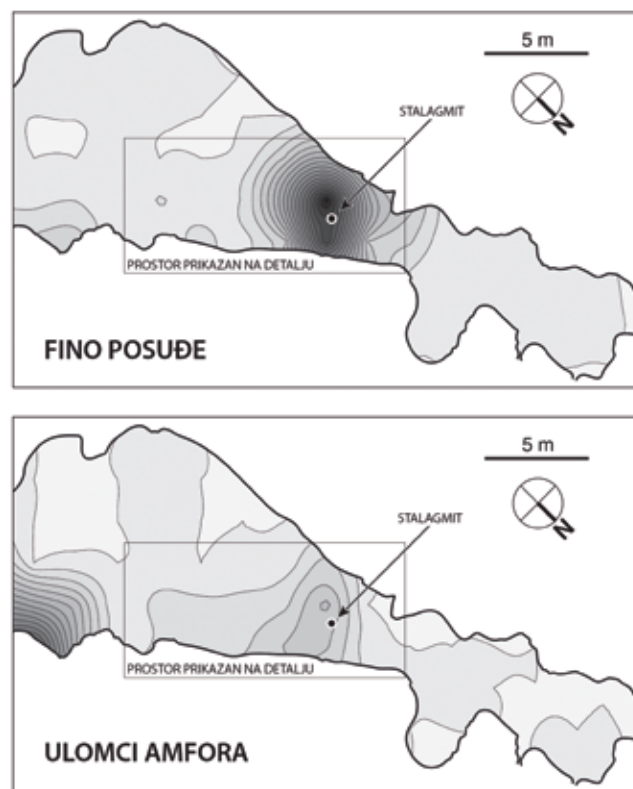 5 m
N
STALAGMIT
PROSTOR PRIKAZAN NA DETALJU
FINO POSUĐE
5 m
N
STALAGMIT
PROSTOR PRIKAZAN NA DETALJU
ULOMCI AMFORA